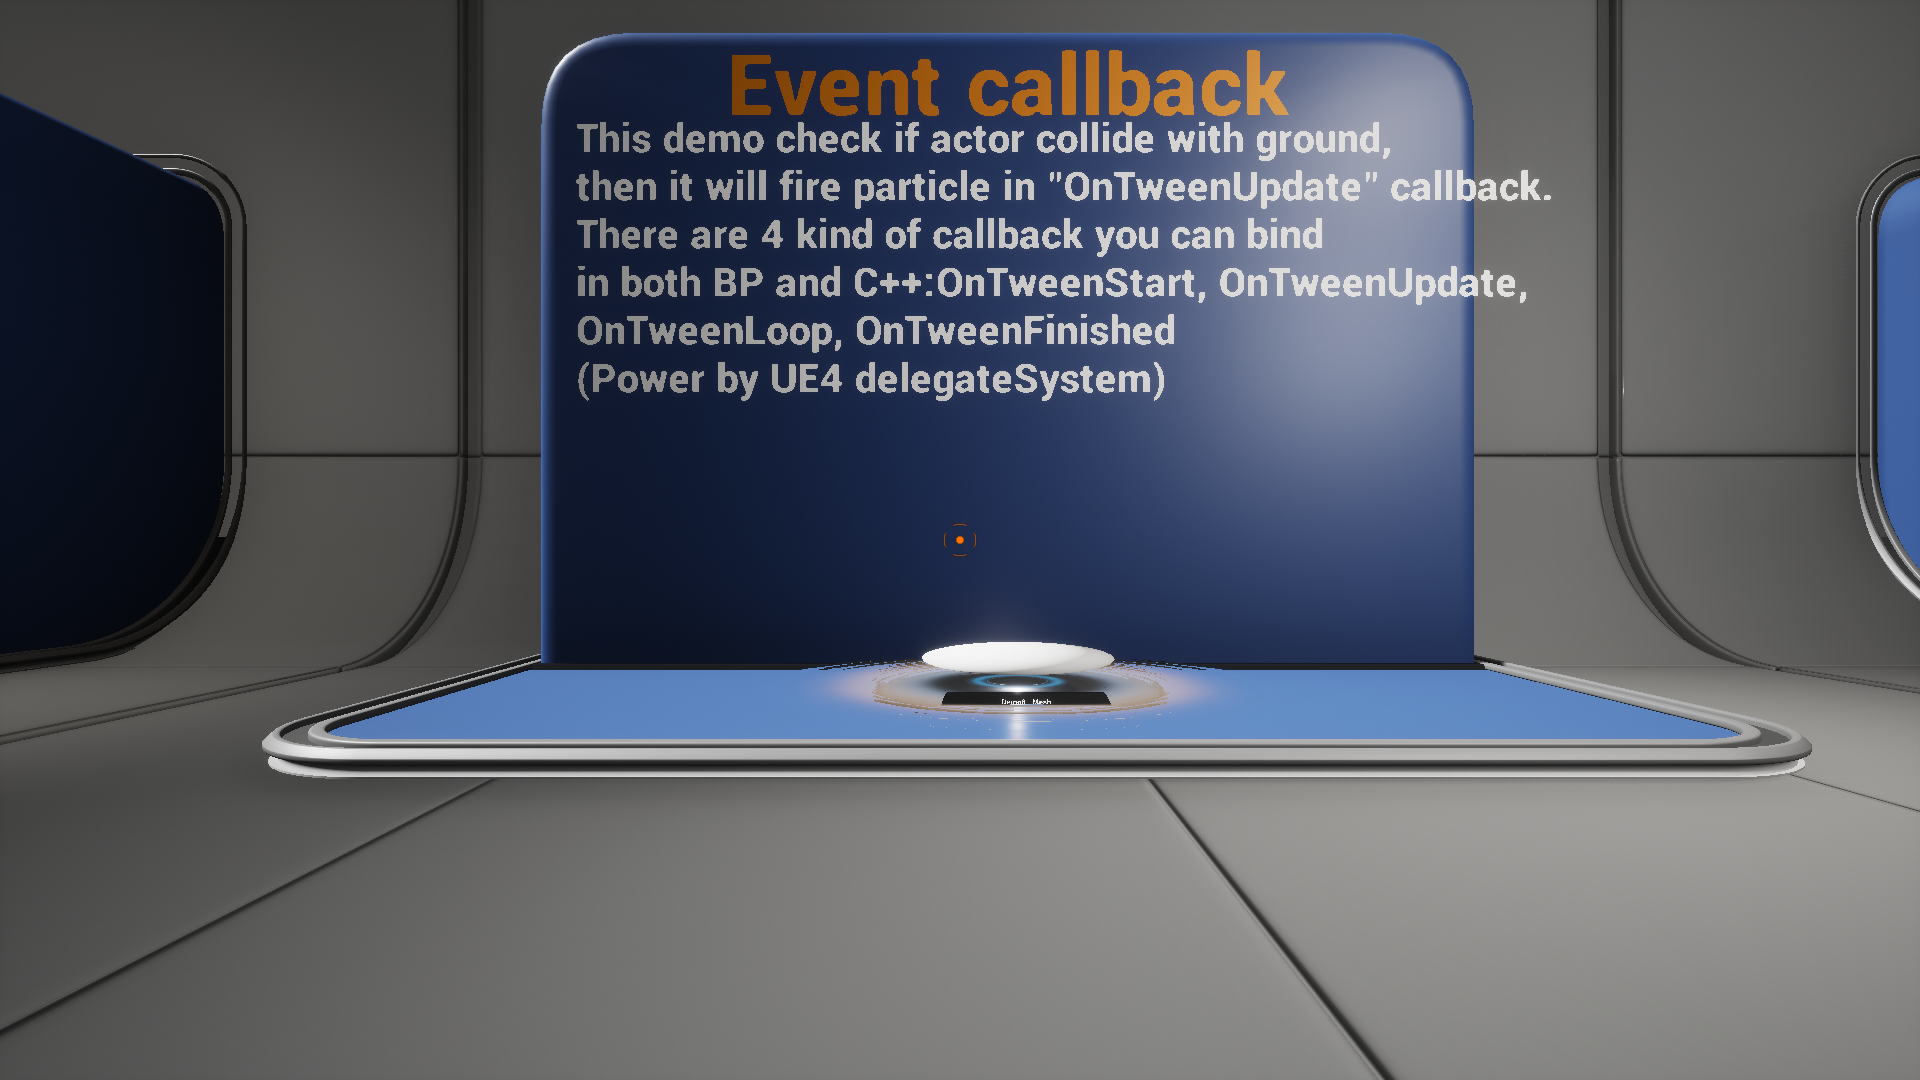 Event callback
This demo check if actor collide with ground,
then it will fire particle in "OnTweenUpdate" callback.
There are 4 kind of callback you can bind
in both BP and C++:OnTweenStart, OnTweenUpdate,
OnTweenLoop, OnTweenFinished
(Power by UE4 delegateSystem)
Mesh